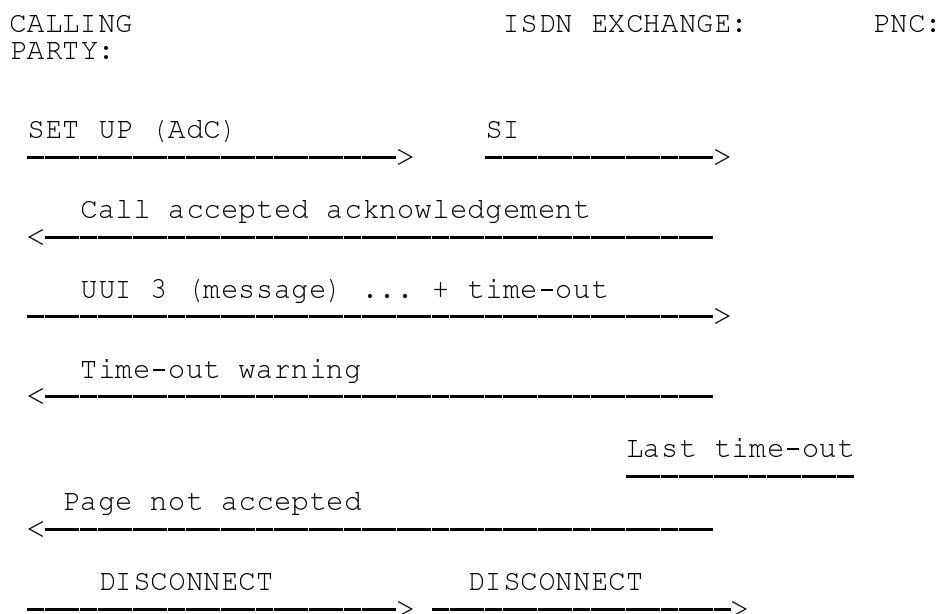 CALLING ISDN EXCHANGE: PNC:
PARTY:
SET UP (AdC) SI
Call accepted acknowledgement
UUI 3 (message) ... + time-out
Time-out warning
Last time-out
Page not accepted
DISCONNECT DISCONNECT